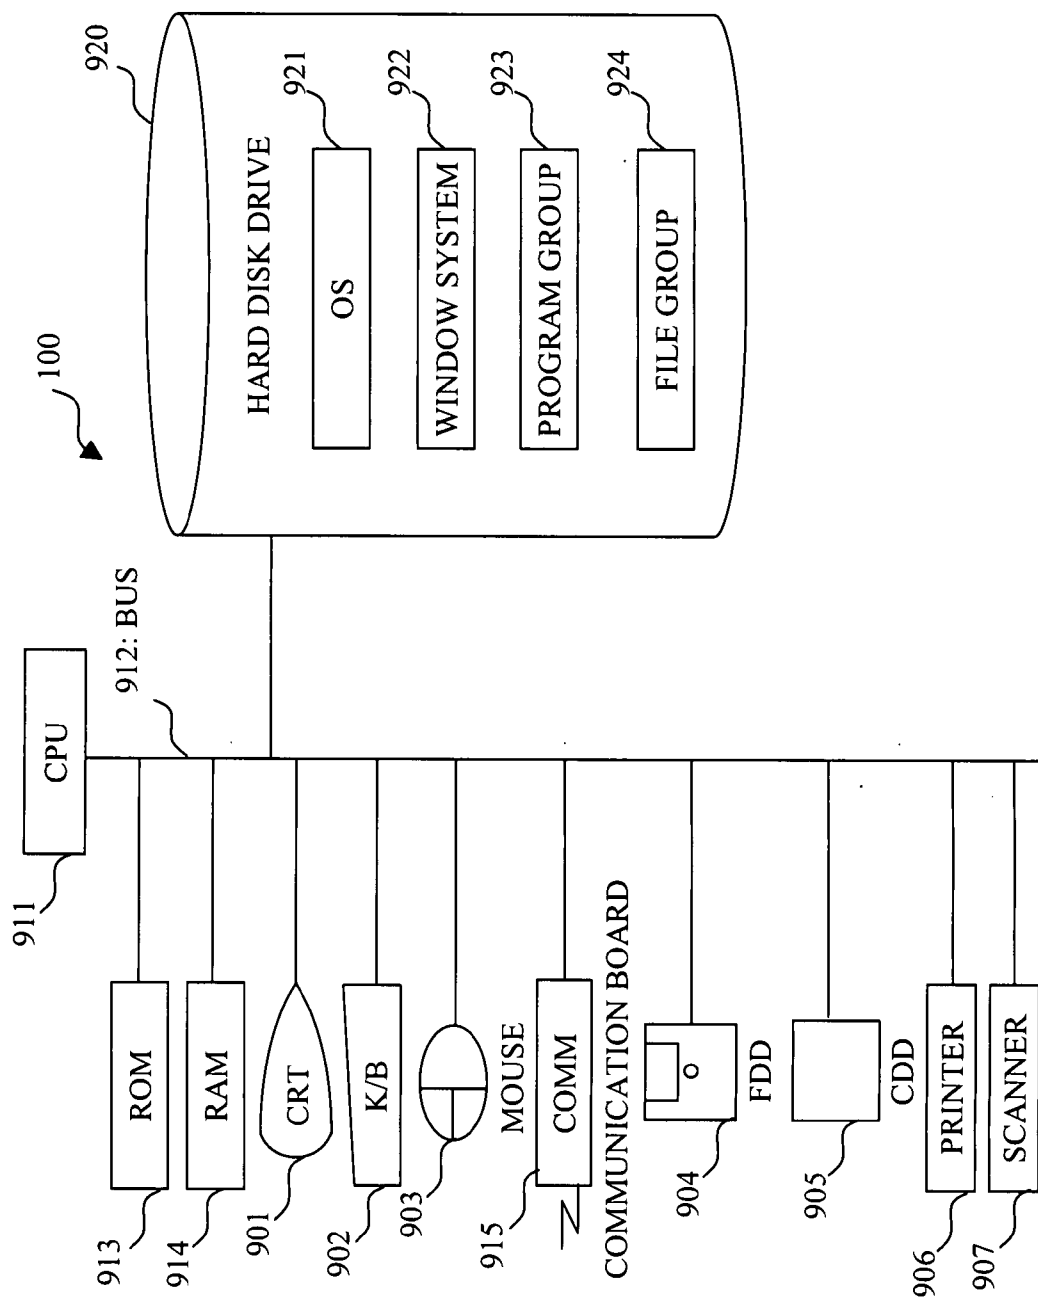 100
911
CPU
912: BUS
920
HARD DISK DRIVE
921
OS
922
WINDOW SYSTEM
923
PROGRAM GROUP
924
FILE GROUP
913
ROM
914
RAM
901
CRT
902
K/B
903
MOUSE
915
COMM
COMMUNICATION BOARD
904
FDD
905
CDD
906
PRINTER
907
SCANNER